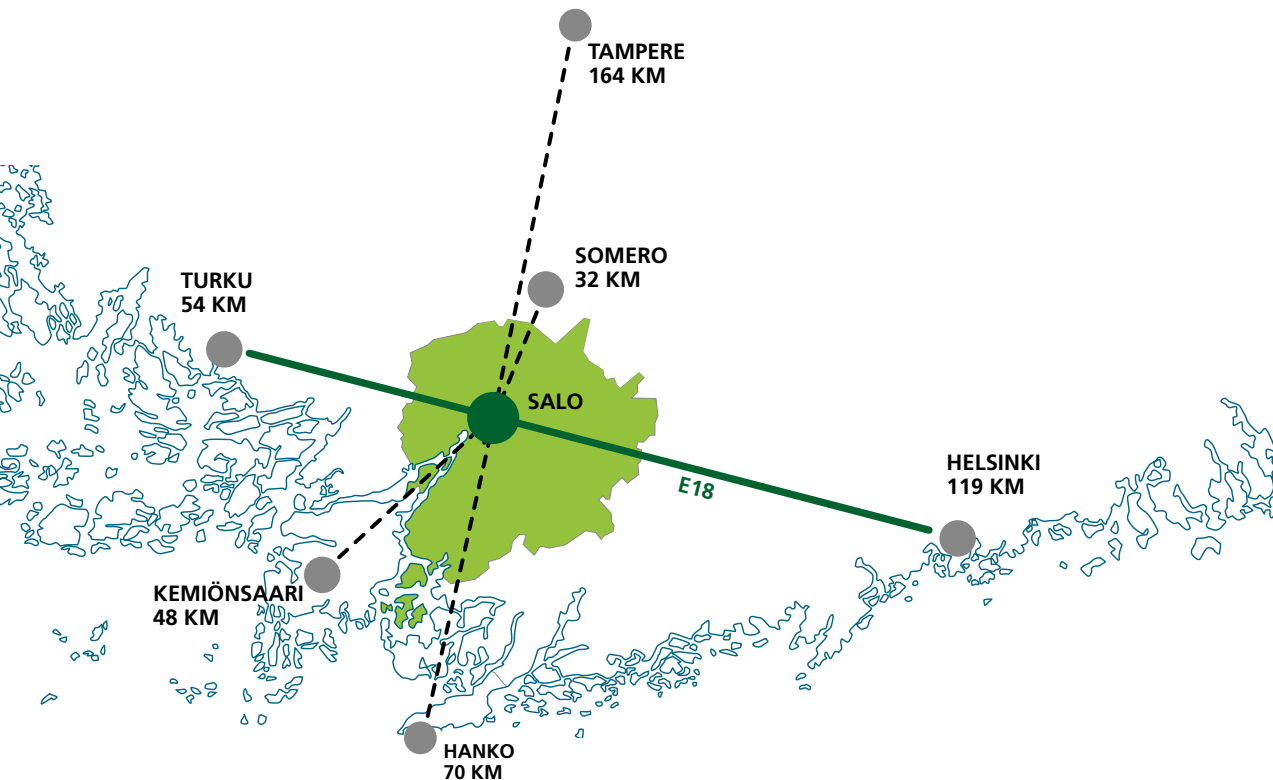 TAMPERE
164 KM
SOMERO
32 KM
TURKU
54 KM
SALO
HELSINKI
119 KM
E18
KEMIÖNSAARI
48 KM
HANKO
70 KM